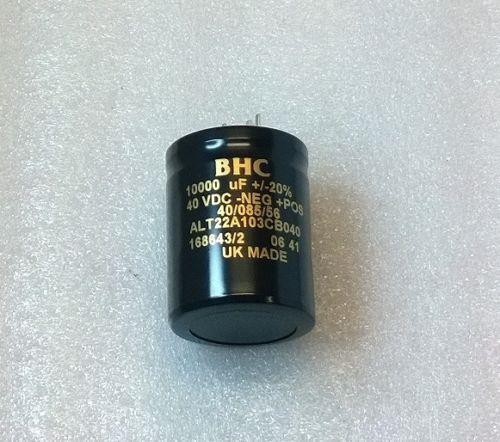 BHC
10000 uF +/-20%
40 VDC -NEG +POS
40/085/56
ALT22A103CB040
168643/2 06 41
UK MADE